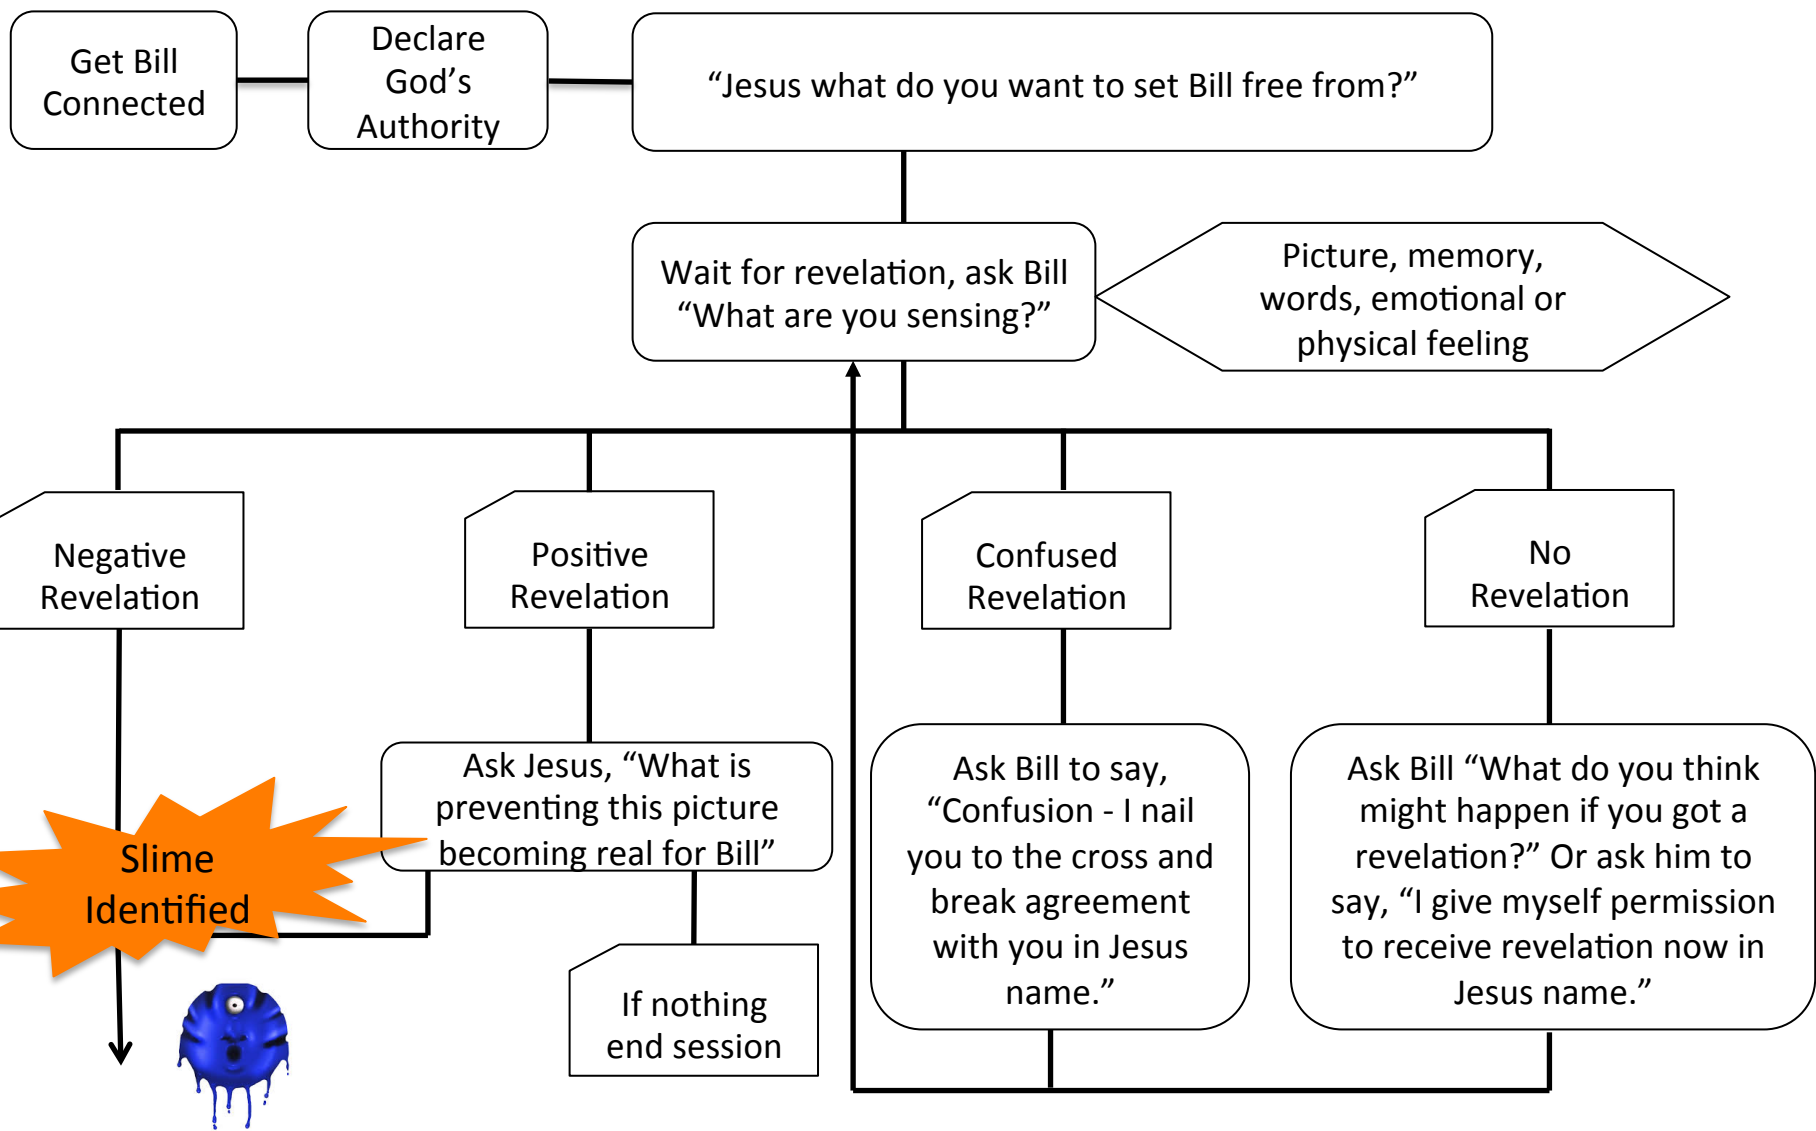 Get Bill
Connected
Declare
God’s
Authority
“Jesus what do you want to set Bill free from?”
Wait for revelation, ask Bill
“What are you sensing?”
Picture, memory,
words, emotional or
physical feeling
Negative
Revelation
Positive
Revelation
Confused
Revelation
No
Revelation
Slime
Identified
Ask Jesus, “What is
preventing this picture
becoming real for Bill”
If nothing
end session
Ask Bill to say,
“Confusion - I nail
you to the cross and
break agreement
with you in Jesus
name.”
Ask Bill “What do you think
might happen if you got a
revelation?” Or ask him to
say, “I give myself permission
to receive revelation now in
Jesus name.”